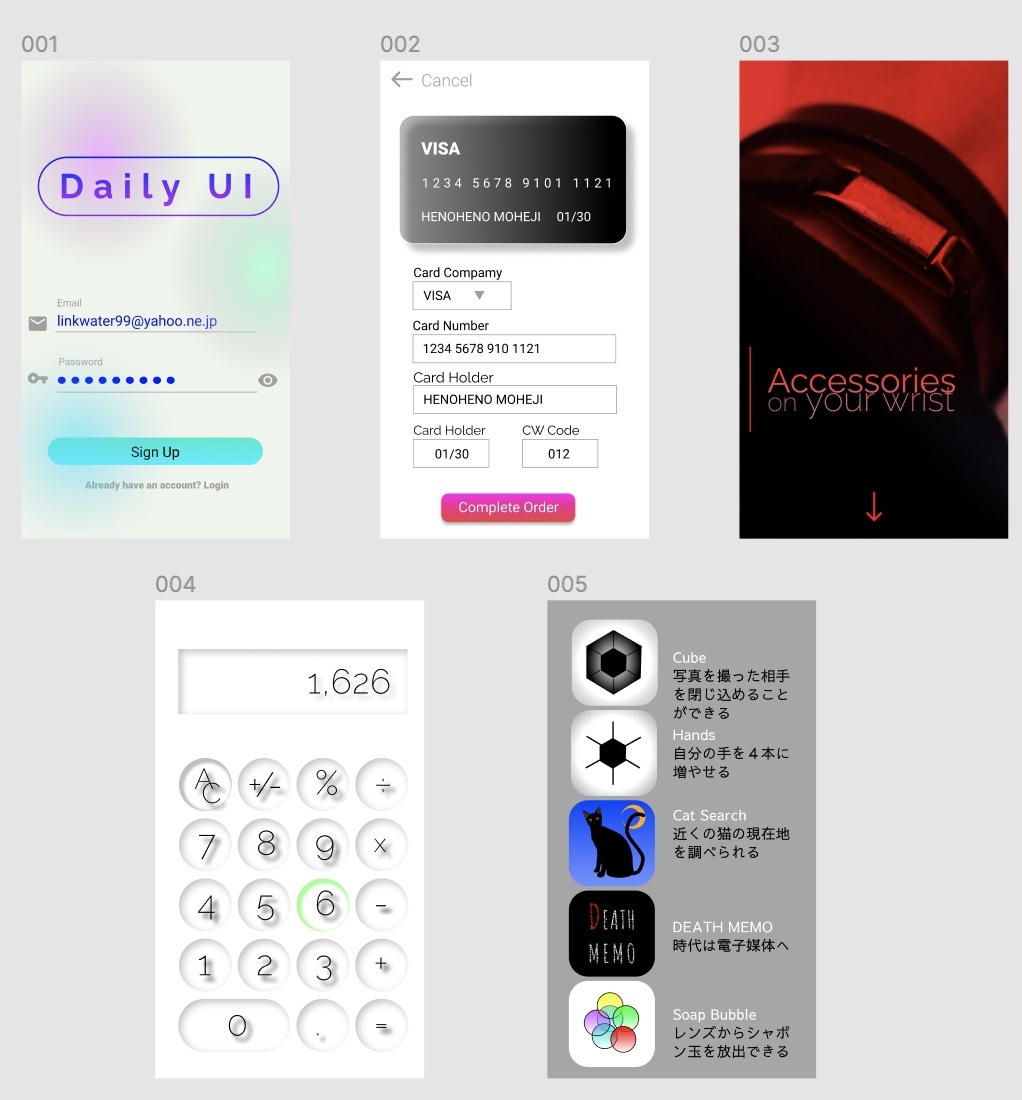 001
Daily UI
Email
linkwater99@yahoo.ne.jp
Password
Sign Up
Already have an account? Login
002
Cancel
VISA
1234 5678 9101 1121
HENOHENO MOHEJI 01/30
Card Compamy
VISA
Card Number
1234 5678 910 1121
Card Holder
HENOHENO MOHEJI
Card Holder CW Code
01/30 012
Complete Order
003
Accessories
on your wrist
004
1,626
AC +/- % ÷
7 8 9 x
4 5 6 -
1 2 3 +
0 . =
005
Cube
写真を撮った相手
を閉じ込めること
ができる
Hands
自分の手を４本に
増やせる
Cat Search
近くの猫の現在地
を調べられる
DEATH
MEMO
DEATH MEMO
時代は電子媒体へ
Soap Bubble
レンズからシャボ
ン玉を放出できる